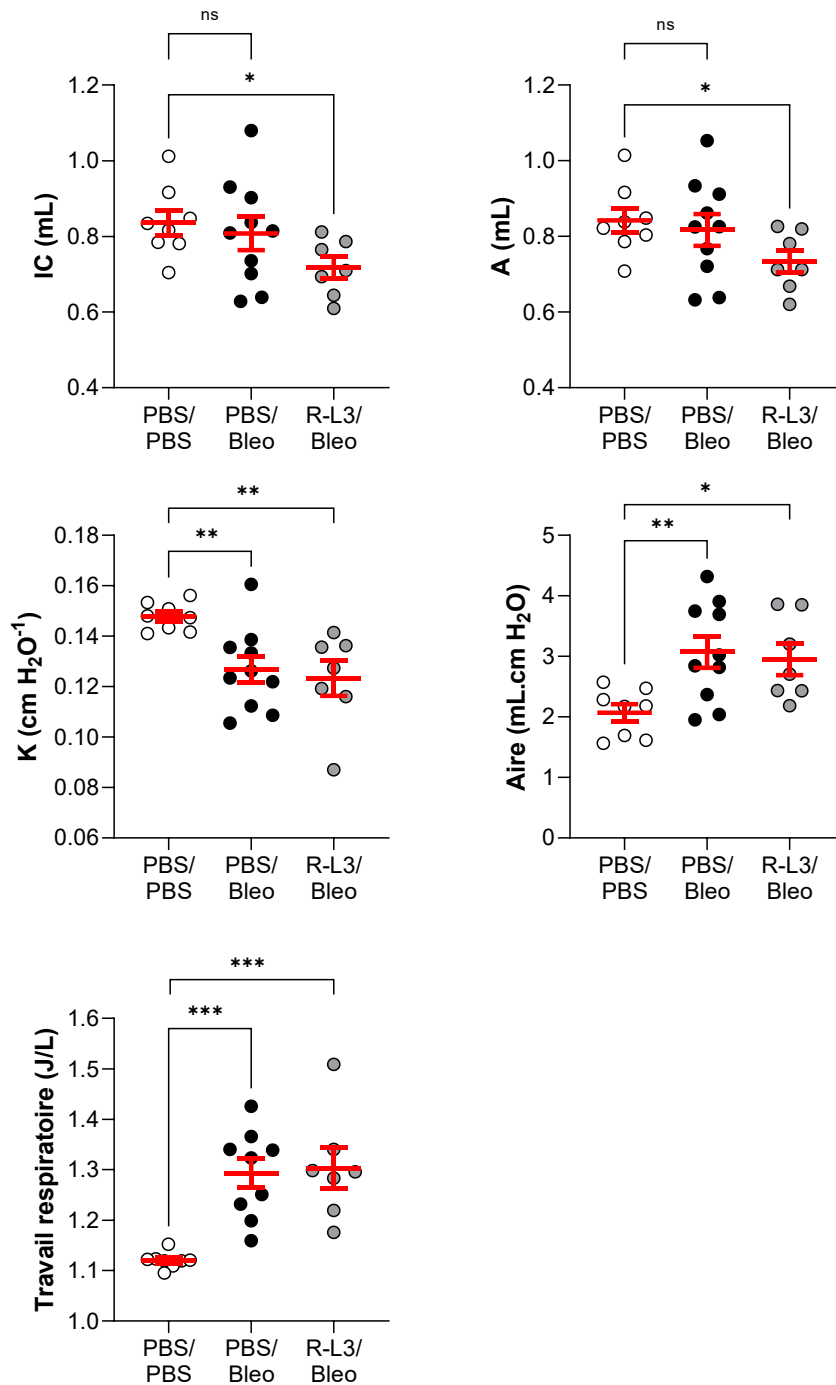 ns
*
IC (mL)
1.2
1.0
0.8
0.6
0.4
PBS/
PBS
PBS/
Bleo
R-L3/
Bleo
ns
*
A (mL)
1.2
1.0
0.8
0.6
0.4
PBS/
PBS
PBS/
Bleo
R-L3/
Bleo
**
**
K (cm H₂O⁻¹)
0.18
0.16
0.14
0.12
0.10
0.08
0.06
PBS/
PBS
PBS/
Bleo
R-L3/
Bleo
*
**
Aire (mL.cm H₂O)
5
4
3
2
1
0
PBS/
PBS
PBS/
Bleo
R-L3/
Bleo
***
***
Travail respiratoire (J/L)
1.6
1.5
1.4
1.3
1.2
1.1
1.0
PBS/
PBS
PBS/
Bleo
R-L3/
Bleo